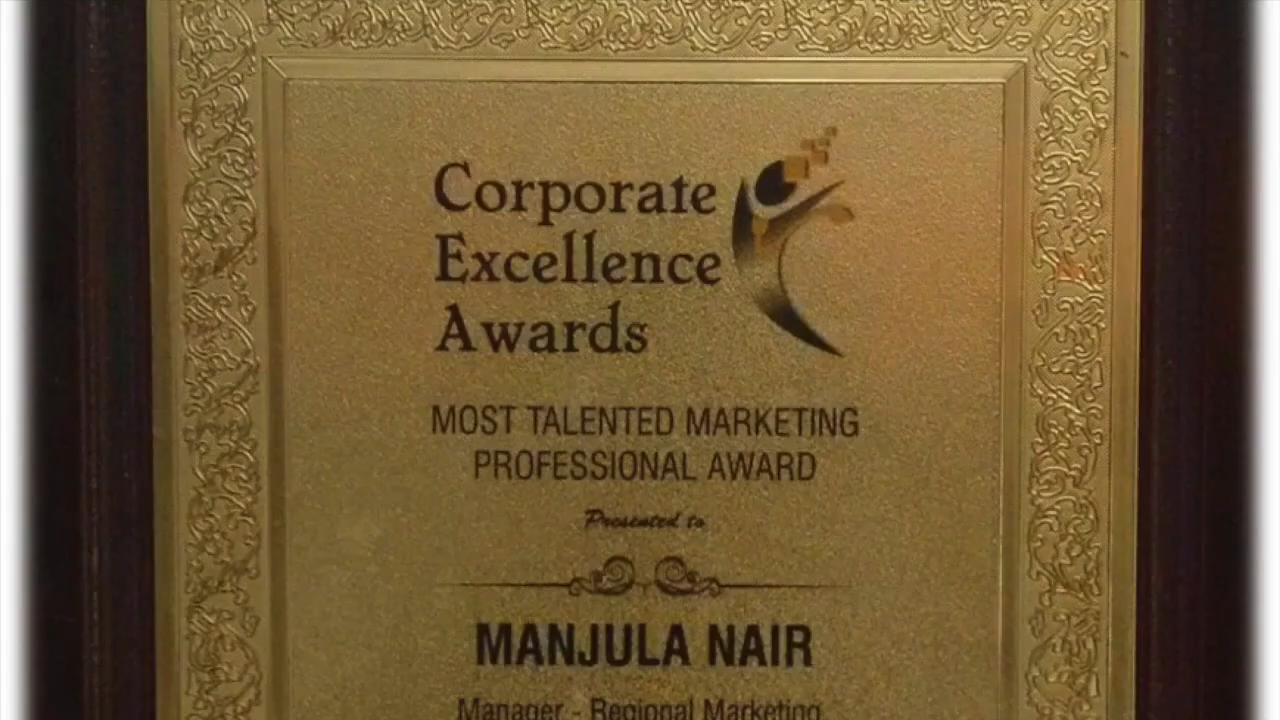 Corporate
Excellence
Awards
MOST TALENTED MARKETING
PROFESSIONAL AWARD
Presented to
MANJULA NAIR
Manager - Regional Marketing